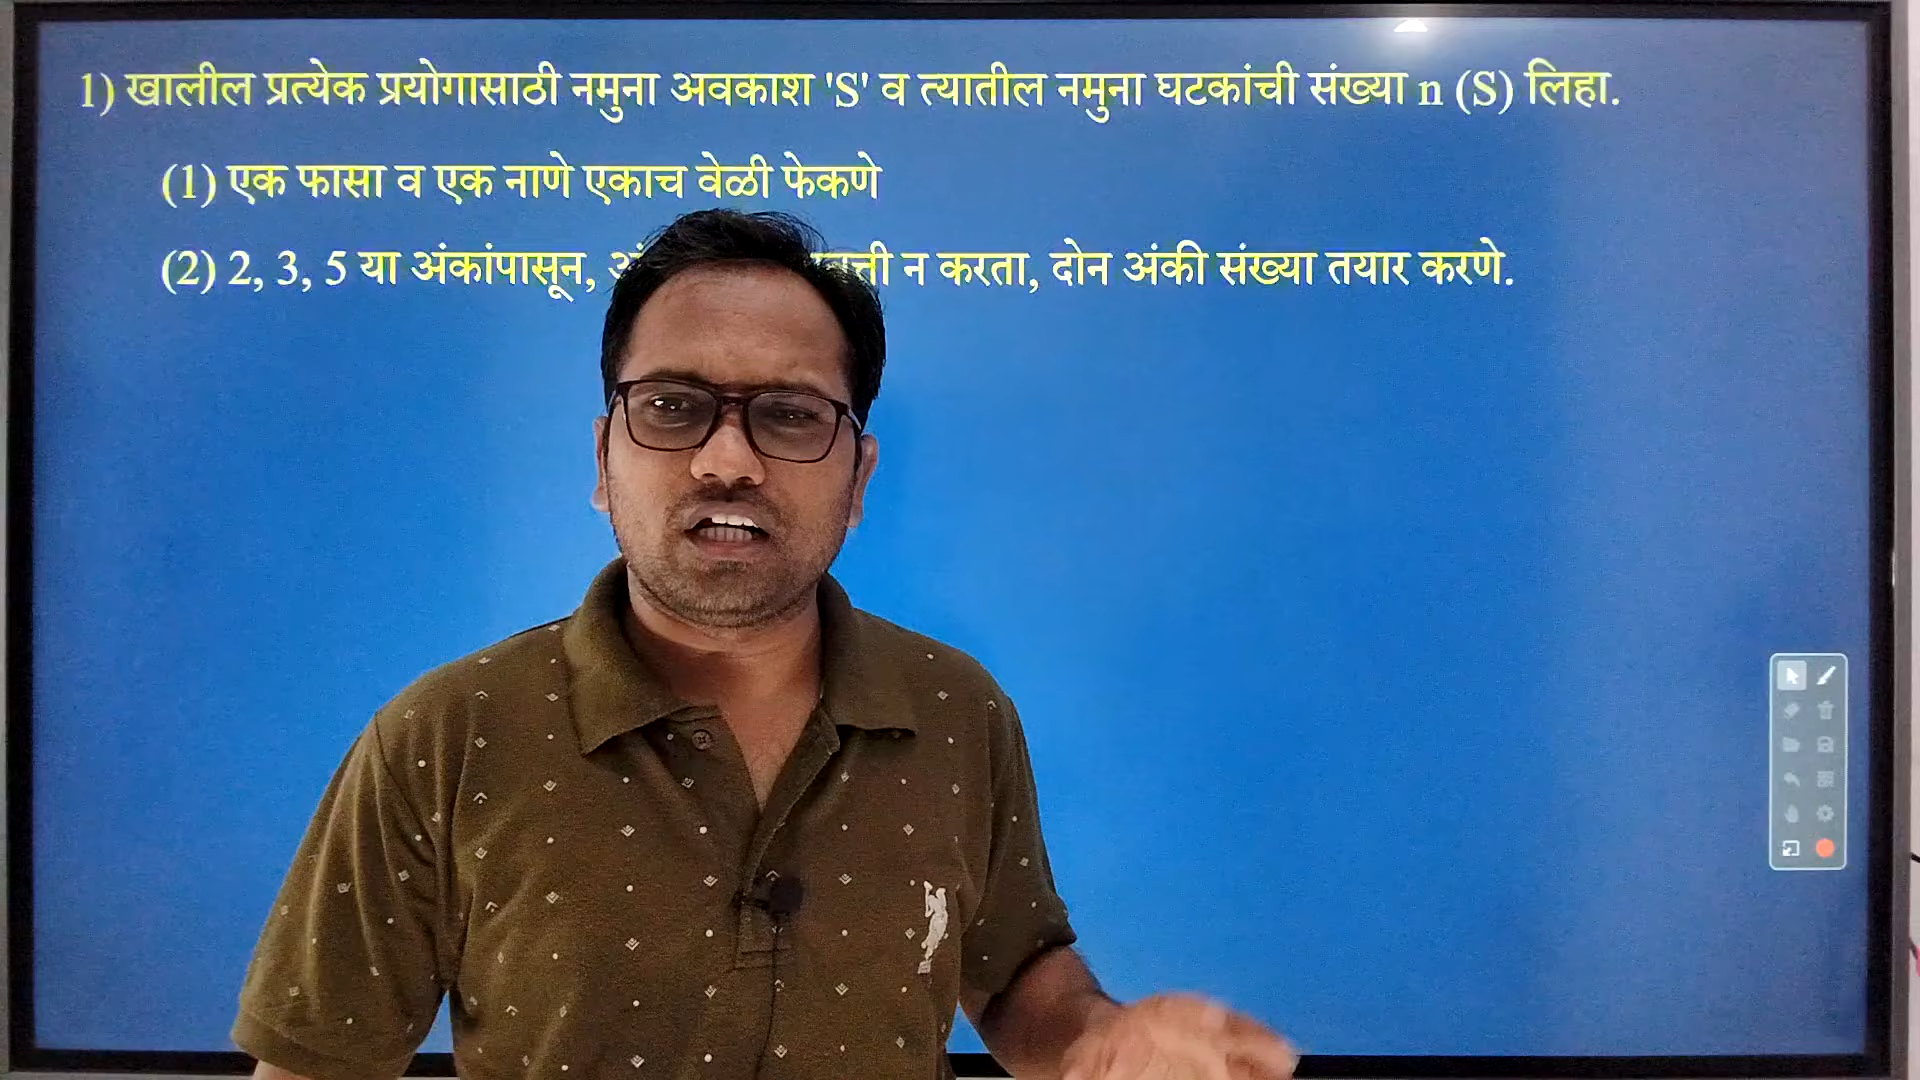 1) खालील प्रत्येक प्रयोगासाठी नमुना अवकाश 'S' व त्यातील नमुना घटकांची संख्या n (S) लिहा.
(1) एक फासा व एक नाणे एकाच वेळी फेकणे
(2) 2, 3, 5 या अंकांपासून, न करता, दोन अंकी संख्या तयार करणे.